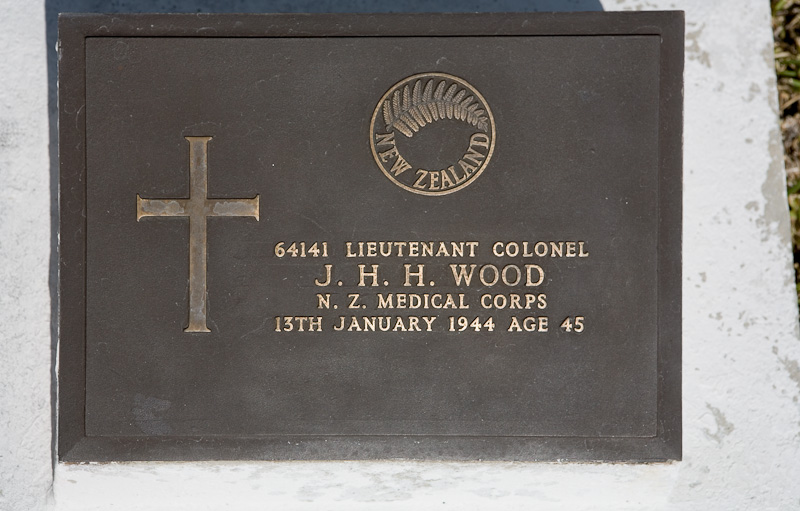 NEW ZEALAND
64141 LIEUTENANT COLONEL
J. H. H. WOOD
N. Z. MEDICAL CORPS
13TH JANUARY 1944 AGE 45